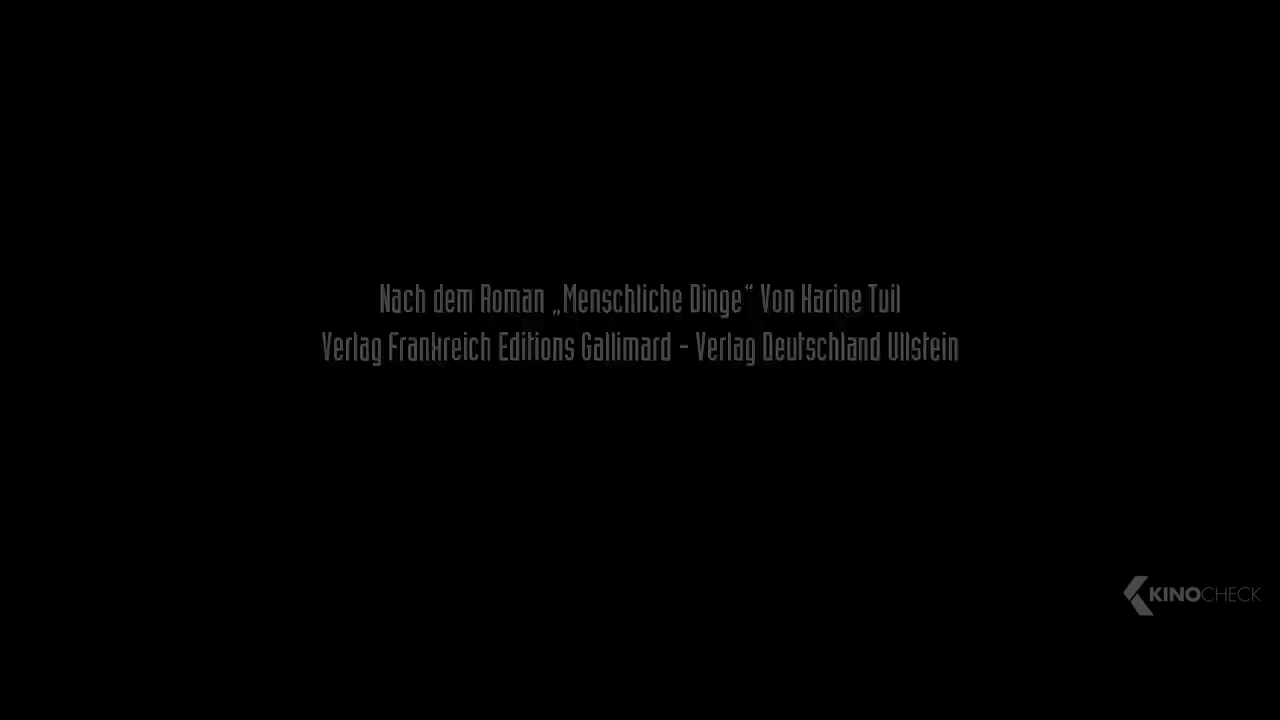 Nach dem Roman „Menschliche Dinge“ Von Karine Tuil
Verlag Frankreich Editions Gallimard - Verlag Deutschland Ullstein
KINOCHECK